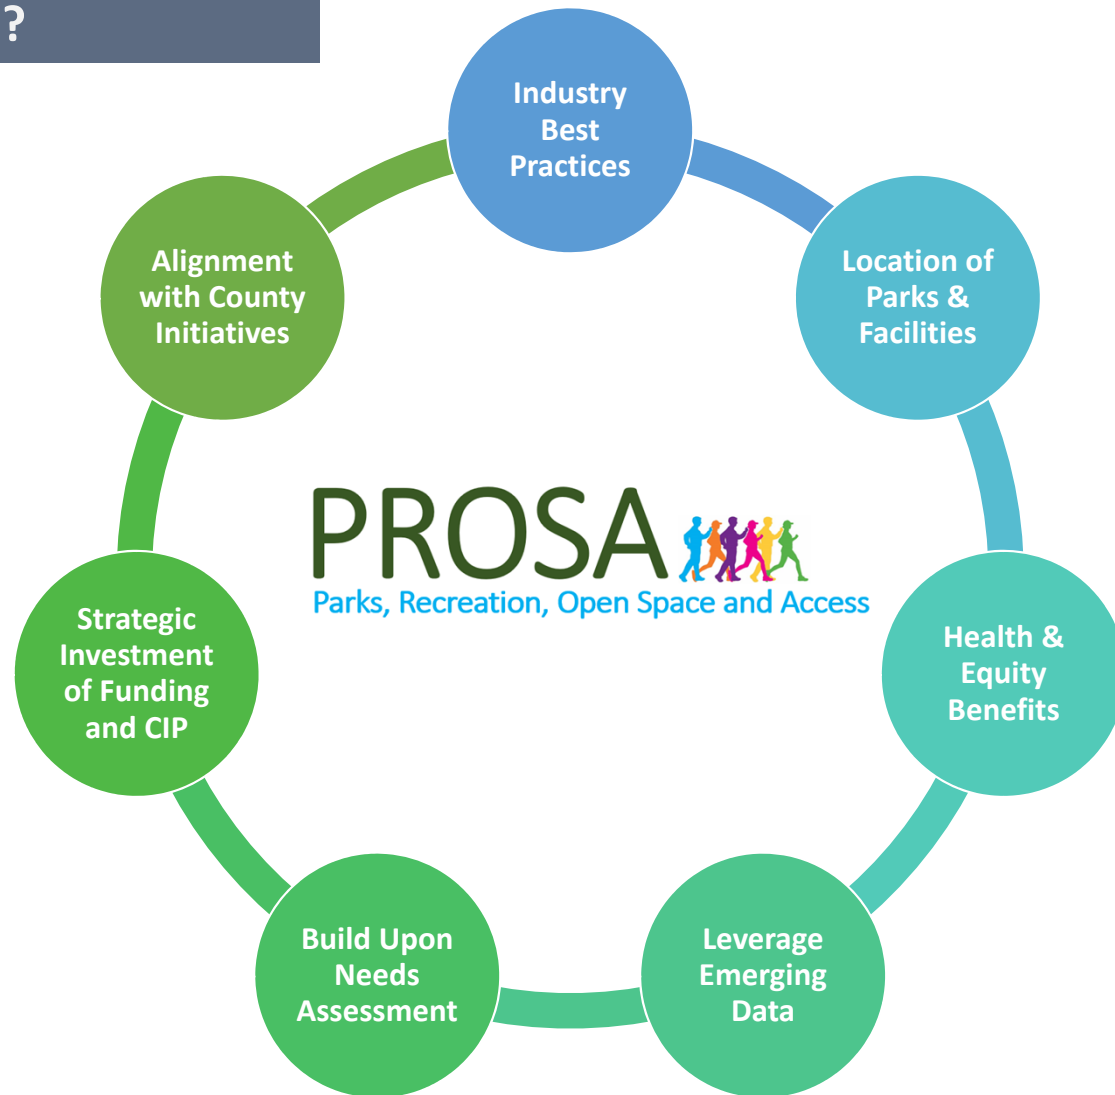 ?
Industry
Best
Practices
Location of
Parks &
Facilities
Health &
Equity
Benefits
Leverage
Emerging
Data
Build Upon
Needs
Assessment
Strategic
Investment
of Funding
and CIP
Alignment
with County
Initiatives
PROSA
Parks, Recreation, Open Space and Access